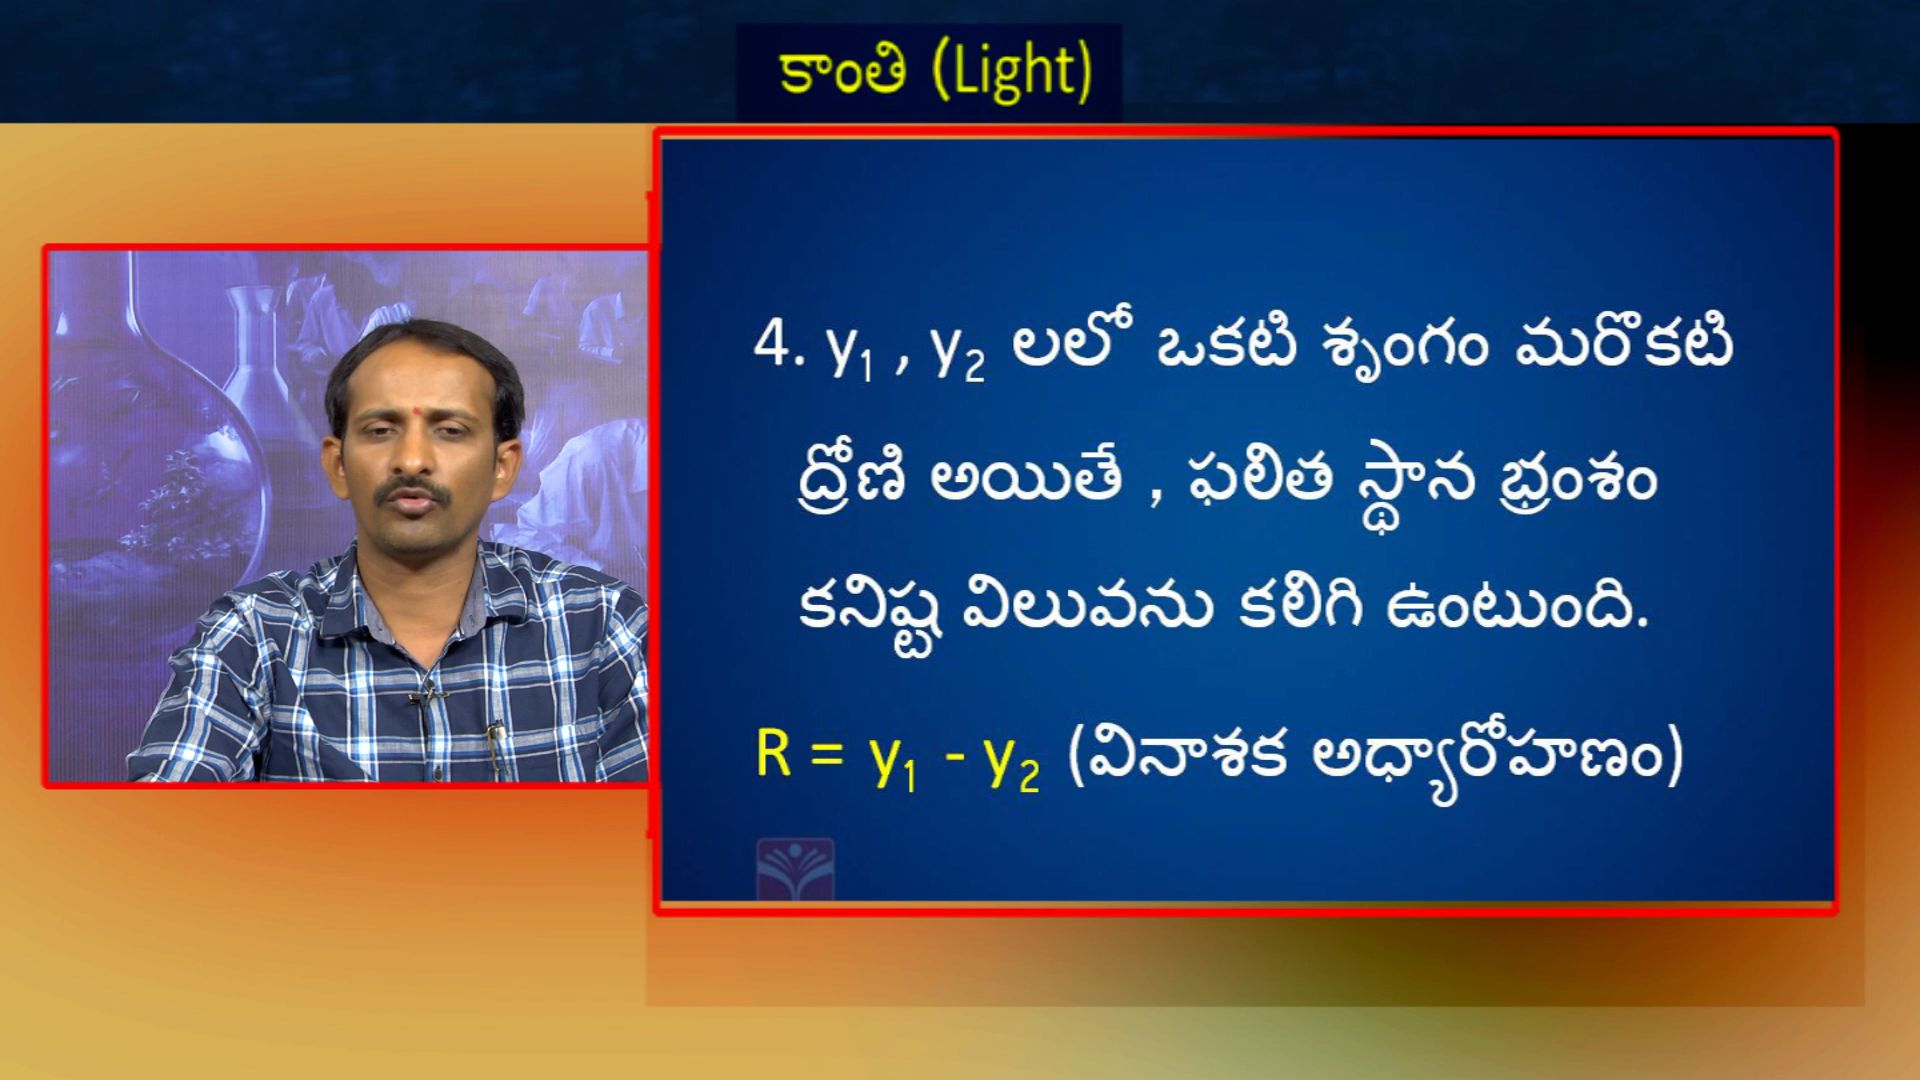 కాంతి (Light)
4. y₁ , y₂ లలో ఒకటి శృంగం మరొకటి
ద్రోణి అయితే , ఫలిత స్థాన భ్రంశం
కనిష్ట విలువను కలిగి ఉంటుంది.
R = y₁ - y₂ (వినాశక అధ్యారోహణం)